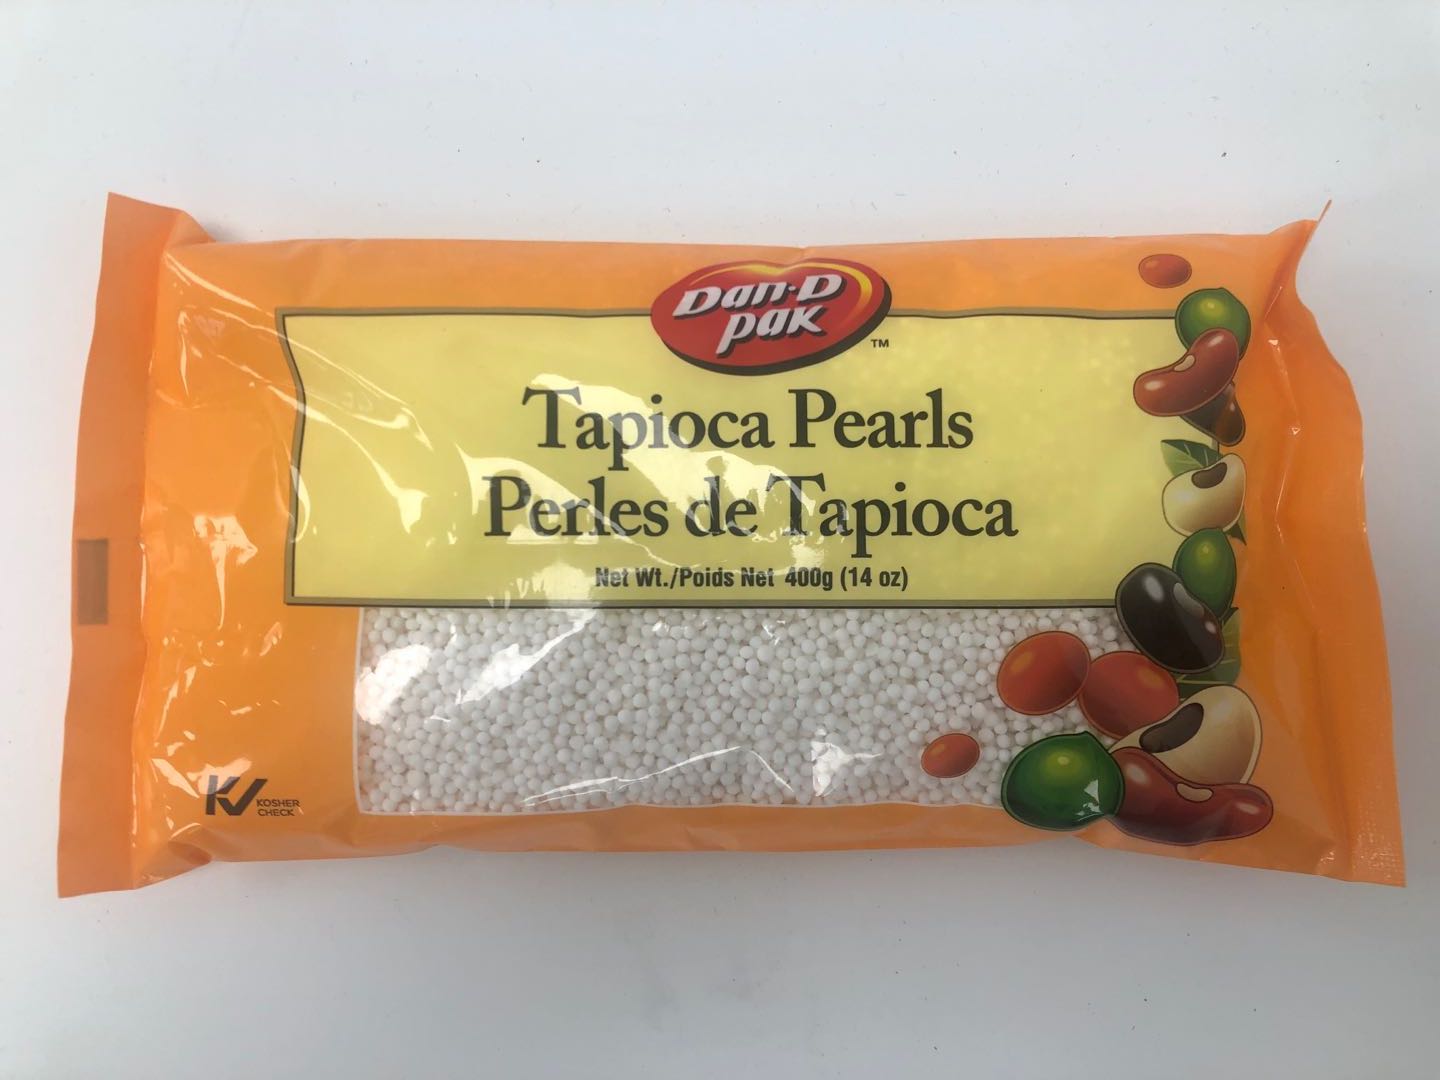 Dan·D
pak
TM
Tapioca Pearls
Perles de Tapioca
Net Wt./Poids Net 400g (14 oz)
KOSHER
CHECK